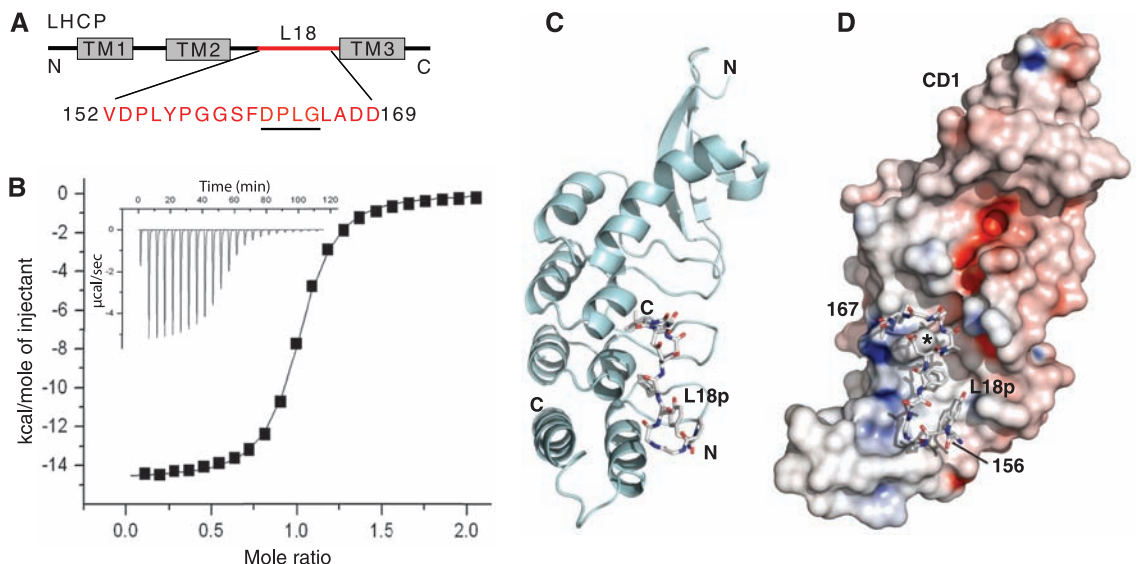 A
LHCP
L18
TM1
TM2
TM3
N
C
152 VDPLYPGGSFDPLGLADD169
B
Time (min)
0 20 40 60 80 100 120
0
-2
-4
µcal/sec
0
-2
-4
-6
-8
-10
-12
-14
kcal/mole of injectant
0.0 0.5 1.0 1.5 2.0
Mole ratio
C
N
C
L18p
C
N
D
CD1
167
*
L18p
156